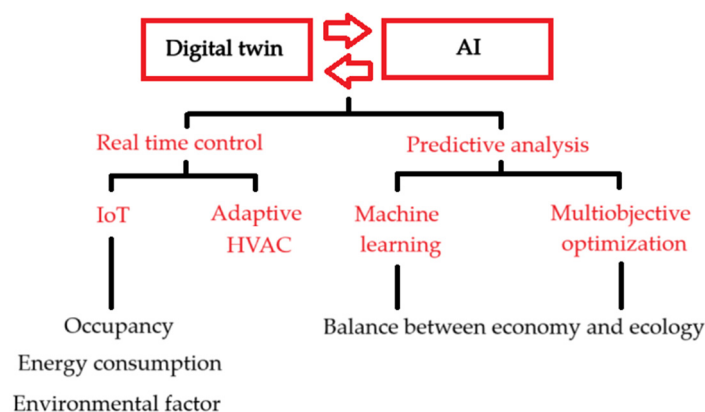 Digital twin
AI
Real time control
Predictive analysis
IoT
Adaptive
HVAC
Machine
learning
Multiobjective
optimization
Occupancy
Energy consumption
Environmental factor
Balance between economy and ecology